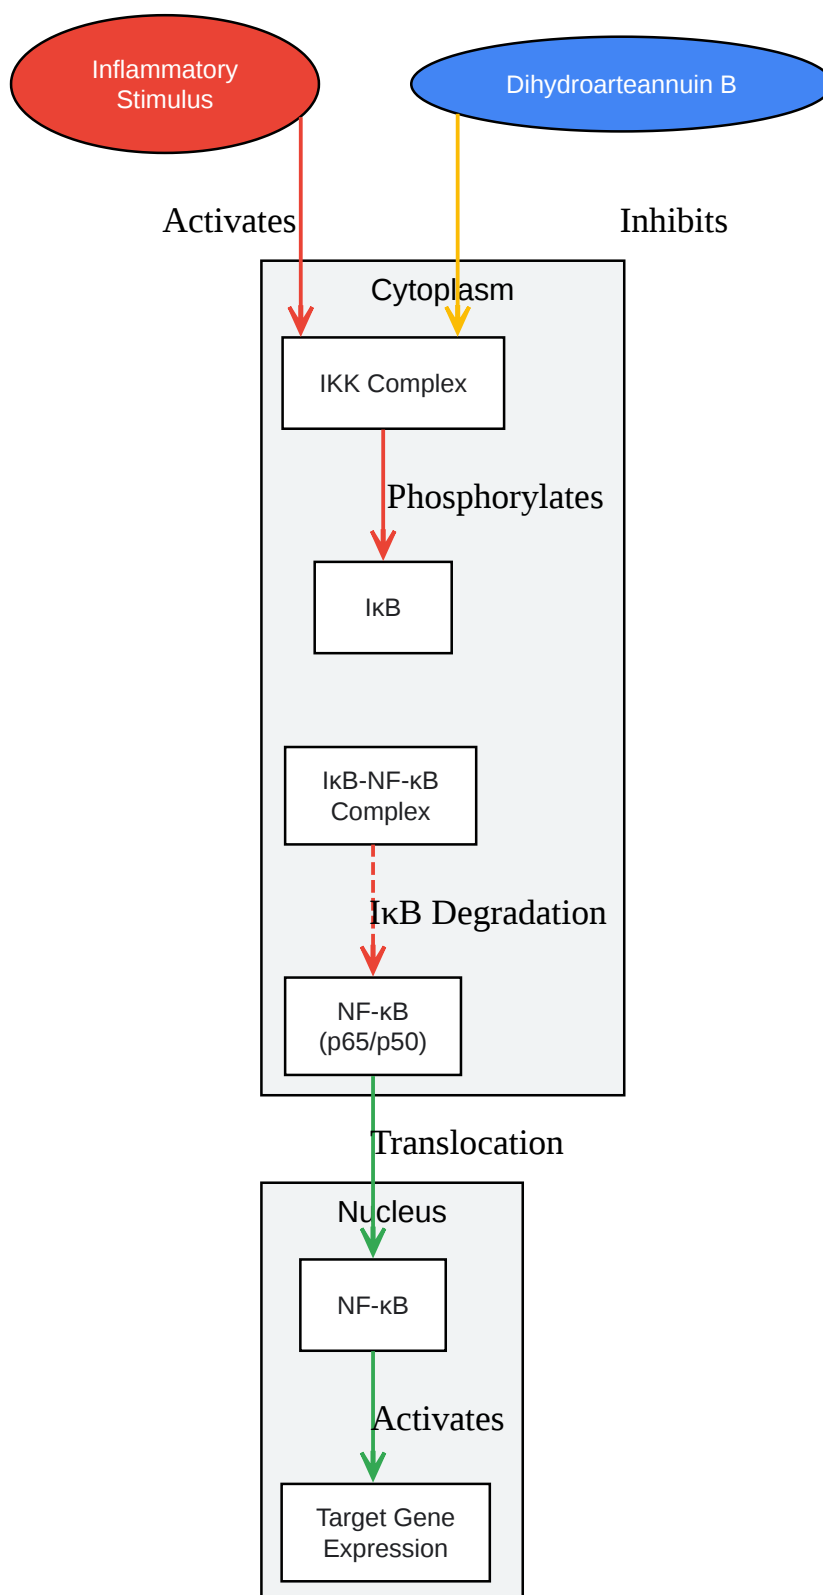 Inflammatory
Stimulus
Dihydroarteannuin B
Activates
Inhibits
Cytoplasm
IKK Complex
Phosphorylates
IκB
IκB-NF-κB
Complex
IκB Degradation
NF-κB
(p65/p50)
Translocation
Nucleus
NF-κB
Activates
Target Gene
Expression